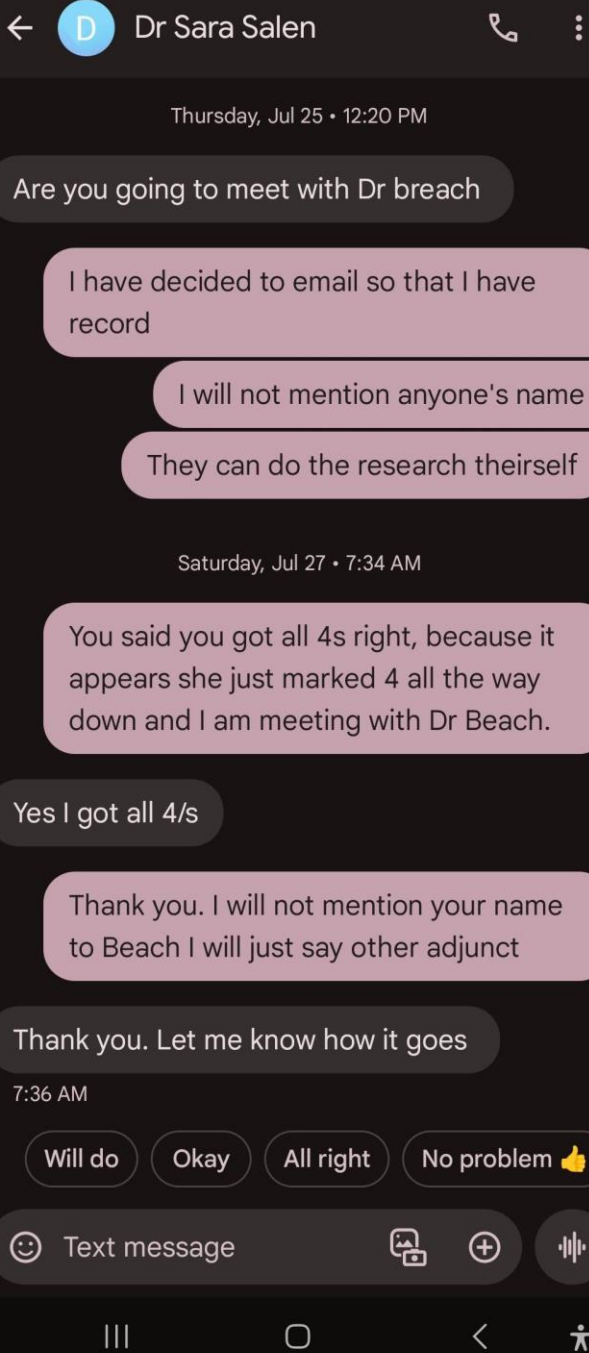 D Dr Sara Salen
Thursday, Jul 25 • 12:20 PM
Are you going to meet with Dr breach
I have decided to email so that I have
record
I will not mention anyone's name
They can do the research theirself
Saturday, Jul 27 • 7:34 AM
You said you got all 4s right, because it
appears she just marked 4 all the way
down and I am meeting with Dr Beach.
Yes I got all 4/s
Thank you. I will not mention your name
to Beach I will just say other adjunct
Thank you. Let me know how it goes
7:36 AM
Will do Okay All right No problem 👍
Text message